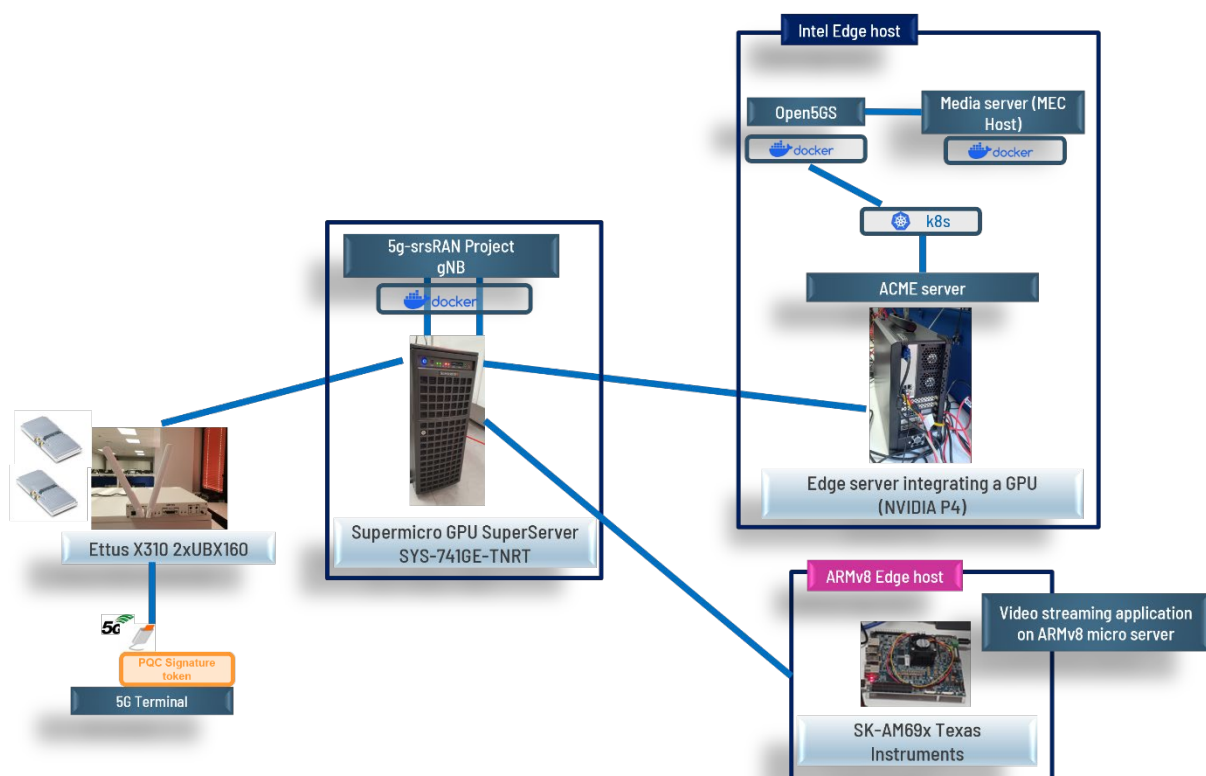 Intel Edge host
Open5GS
docker
Media server (MEC
Host)
docker
k8s
ACME server
Edge server integrating a GPU
(NVIDIA P4)
5g-srsRAN Project
gNB
docker
Supermicro GPU SuperServer
SYS-741GE-TNRT
Ettus X310 2xUBX160
5G
PQC Signature
token
5G Terminal
ARMv8 Edge host
Video streaming application
on ARMv8 micro server
SK-AM69x Texas
Instruments